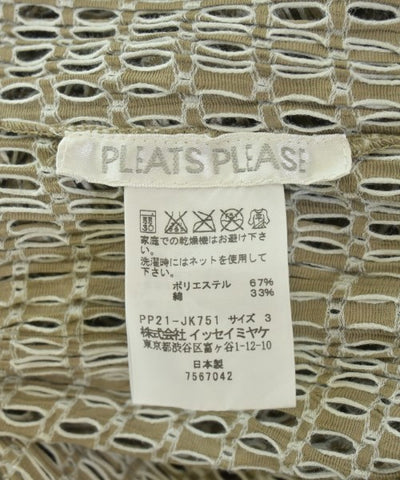 PLEATS PLEASE
家庭での乾燥機はお避け下さい。
洗濯時にはネットを使用して下さい。
ポリエステル 67%
綿 33%
PP21-JK751 サイズ 3
株式会社 イッセイミヤケ
東京都渋谷区富ヶ谷1-12-10
日本製
7567042